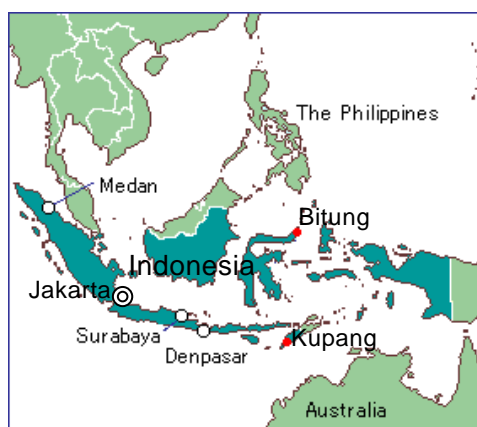 The Philippines
Medan
Bitung
Indonesia
Jakarta
Surabaya
Kupang
Denpasar
Australia